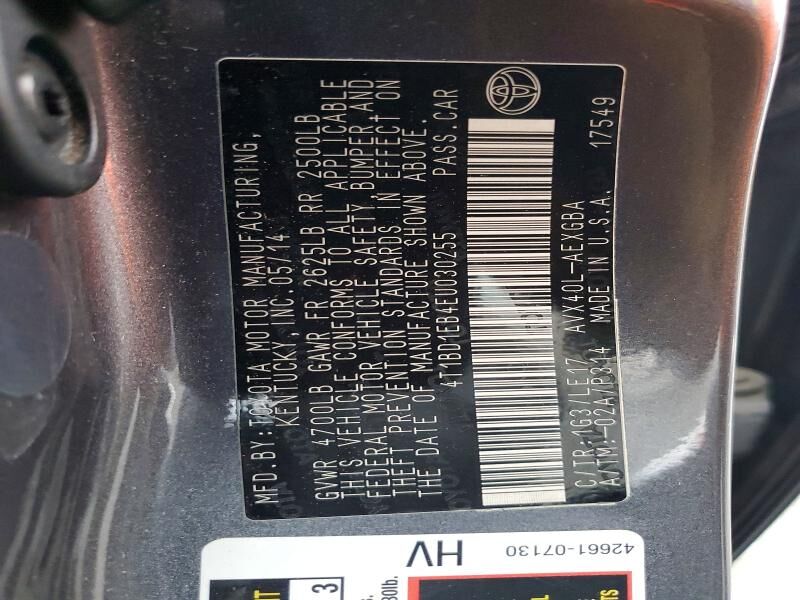 MFD.BY:TOYOTA MOTOR MANUFACTURING,
KENTUCKY, INC 05/14
GVWR 4700LB GAWR FR 2625LB RR 2500LB
THIS VEHICLE CONFORMS TO ALL APPLICABLE
FEDERAL MOTOR VEHICLE SAFETY BUMPER, AND
THEFT PREVENTION STANDARDS IN EFFECT ON
THE DATE OF MANUFACTURE SHOWN ABOVE.
4T1BD1EB4EU030255 PASS.CAR
C/TR:1G3/LE17 AVX40L-AEXGBA
A/TM:-02A/P314 MADE IN U.S.A. 17549
HV
42661-07130
3